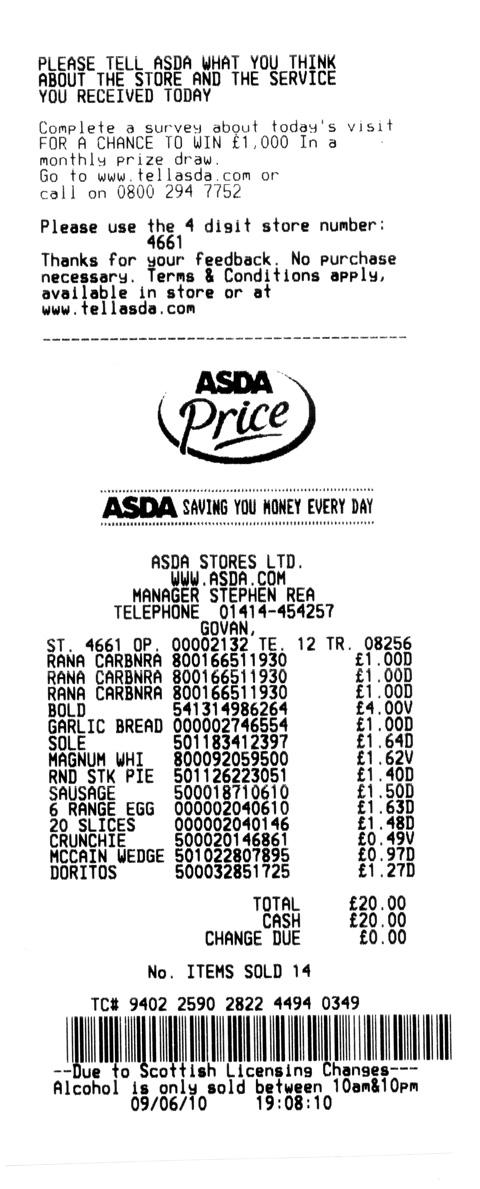 PLEASE TELL ASDA WHAT YOU THINK
ABOUT THE STORE AND THE SERVICE
YOU RECEIVED TODAY
Complete a survey about today's visit
FOR A CHANCE TO WIN £1,000 In a
monthly prize draw.
Go to www.tellasda.com or
call on 0800 294 7752
Please use the 4 digit store number:
4661
Thanks for your feedback. No purchase
necessary. Terms & Conditions apply,
available in store or at
www.tellasda.com
--------------------------------------
ASDA
Price
ASDA SAVING YOU MONEY EVERY DAY
ASDA STORES LTD.
WWW.ASDA.COM
MANAGER STEPHEN REA
TELEPHONE 01414-454257
GOVAN,
ST. 4661 OP. 00002132 TE. 12 TR. 08256
RANA CARBNRA 800166511930 £1.00D
RANA CARBNRA 800166511930 £1.00D
RANA CARBNRA 800166511930 £1.00D
BOLD 541314986264 £4.00V
GARLIC BREAD 000002746554 £1.00D
SOLE 501183412397 £1.64D
MAGNUM WHI 800092059500 £1.62V
RND STK PIE 501126223051 £1.40D
SAUSAGE 500018710610 £1.50D
6 RANGE EGG 000002040610 £1.63D
20 SLICES 000002040146 £1.48D
CRUNCHIE 500020146861 £0.49V
MCCAIN WEDGE 501022807895 £0.97D
DORITOS 500032851725 £1.27D
TOTAL £20.00
CASH £20.00
CHANGE DUE £0.00
No. ITEMS SOLD 14
TC# 9402 2590 2822 4494 0349
--Due to Scottish Licensing Changes---
Alcohol is only sold between 10am&10pm
09/06/10 19:08:10